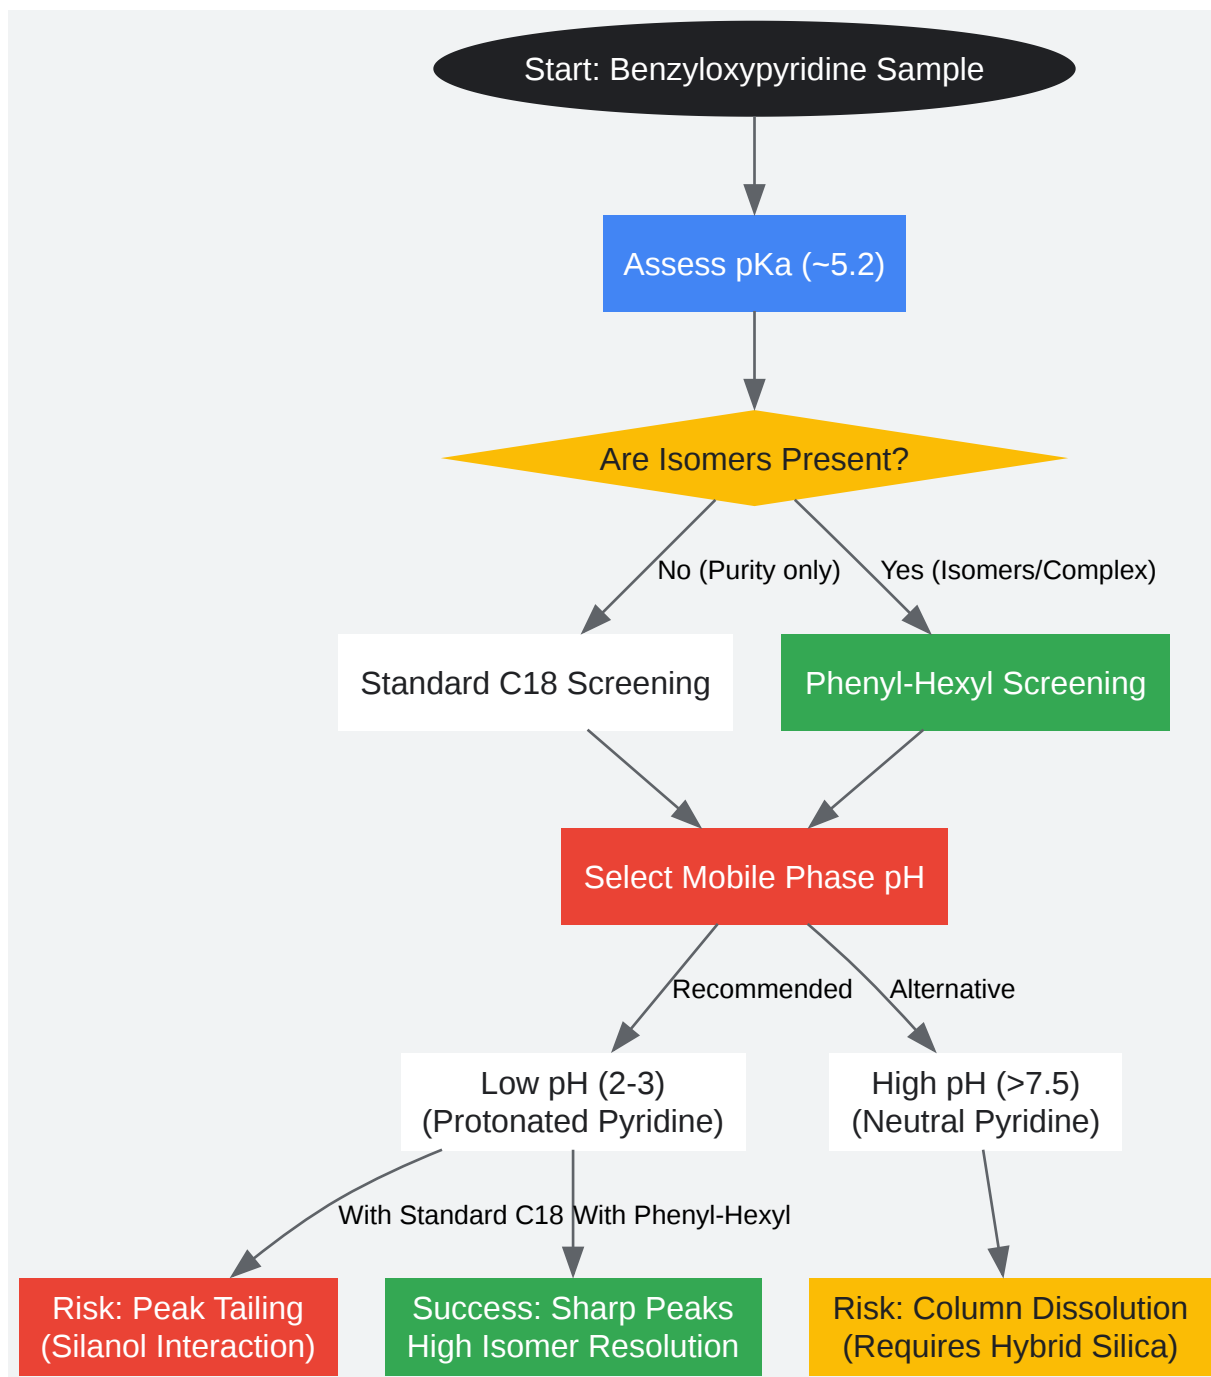 Start: Benzyloxypyridine Sample
Assess pKa (~5.2)
Are Isomers Present?
No (Purity only)
Yes (Isomers/Complex)
Standard C18 Screening
Phenyl-Hexyl Screening
Select Mobile Phase pH
Recommended
Alternative
Low pH (2-3)
(Protonated Pyridine)
High pH (>7.5)
(Neutral Pyridine)
With Standard C18
With Phenyl-Hexyl
Risk: Peak Tailing
(Silanol Interaction)
Success: Sharp Peaks
High Isomer Resolution
Risk: Column Dissolution
(Requires Hybrid Silica)